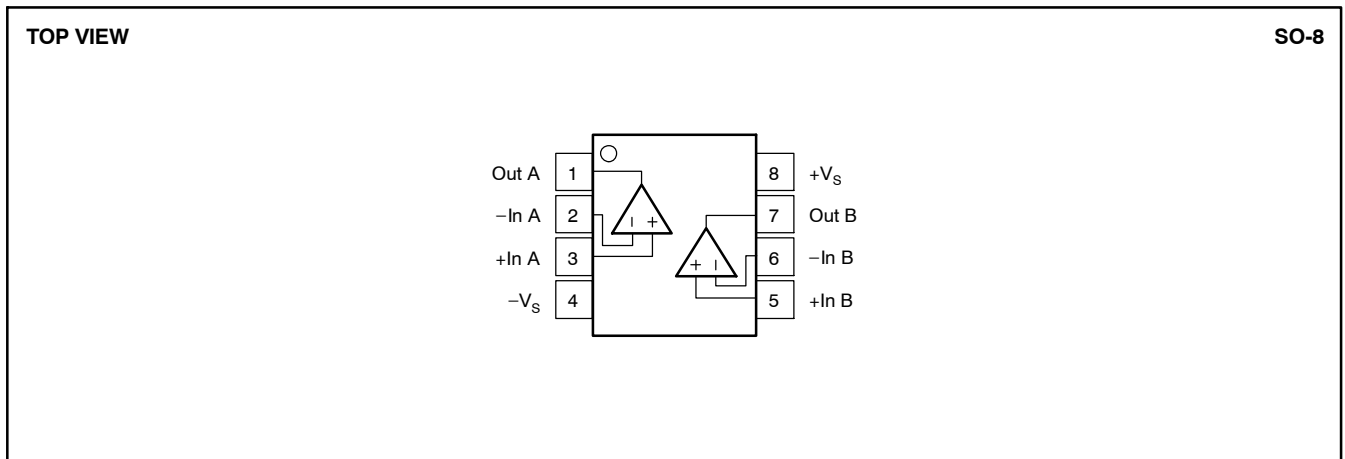 TOP VIEW SO-8
Out A 1 8 +VS
−In A 2 7 Out B
+In A 3 6 −In B
−VS 4 5 +In B
− +
+ −